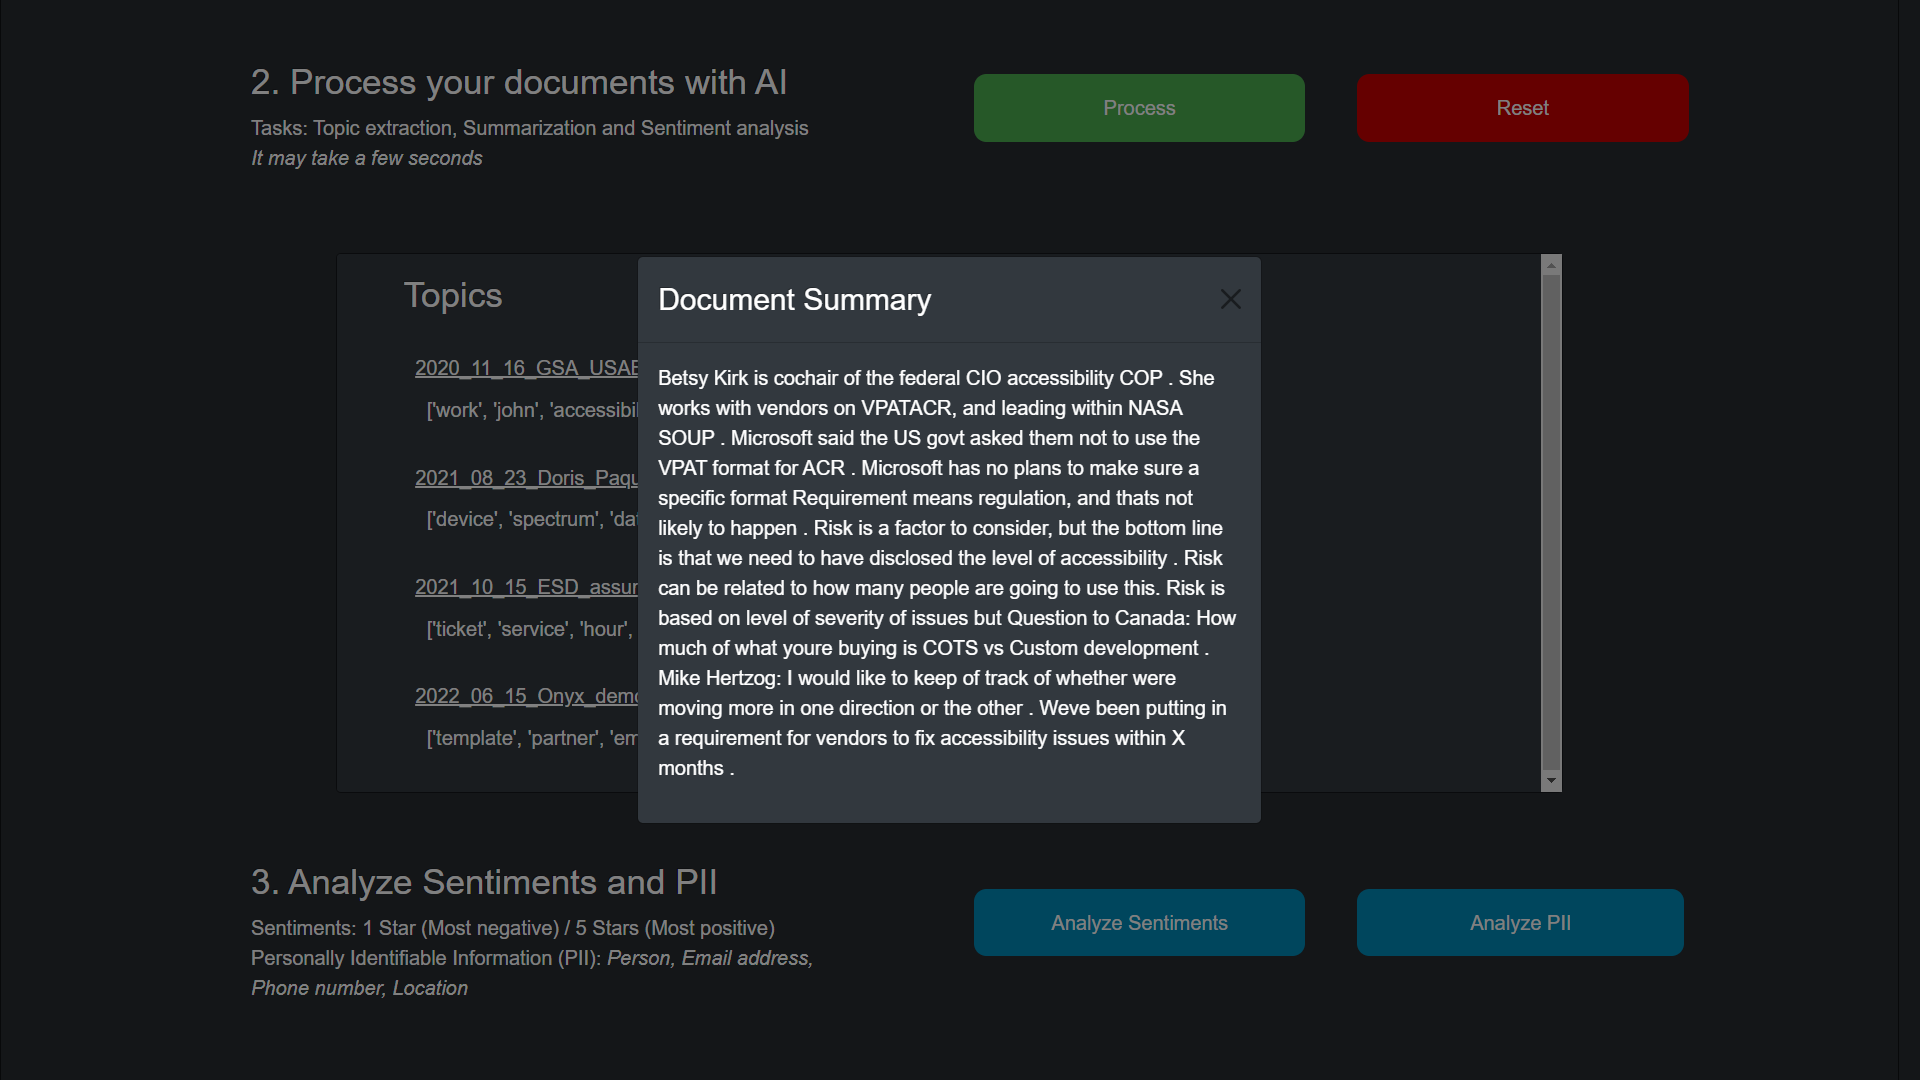 2. Process your documents with AI
Tasks: Topic extraction, Summarization and Sentiment analysis
It may take a few seconds
Process
Reset
Topics
2020_11_16_GSA_USAB
['work', 'john', 'accessibil
2021_08_23_Doris_Paqu
['device', 'spectrum', 'dat
2021_10_15_ESD_assur
['ticket', 'service', 'hour',
2022_06_15_Onyx_demo
['template', 'partner', 'em
Document Summary
Betsy Kirk is cochair of the federal CIO accessibility COP . She
works with vendors on VPATACR, and leading within NASA
SOUP . Microsoft said the US govt asked them not to use the
VPAT format for ACR . Microsoft has no plans to make sure a
specific format Requirement means regulation, and thats not
likely to happen . Risk is a factor to consider, but the bottom line
is that we need to have disclosed the level of accessibility . Risk
can be related to how many people are going to use this. Risk is
based on level of severity of issues but Question to Canada: How
much of what youre buying is COTS vs Custom development .
Mike Hertzog: I would like to keep of track of whether were
moving more in one direction or the other . Weve been putting in
a requirement for vendors to fix accessibility issues within X
months .
3. Analyze Sentiments and PII
Sentiments: 1 Star (Most negative) / 5 Stars (Most positive)
Personally Identifiable Information (PII): Person, Email address,
Phone number, Location
Analyze Sentiments
Analyze PII